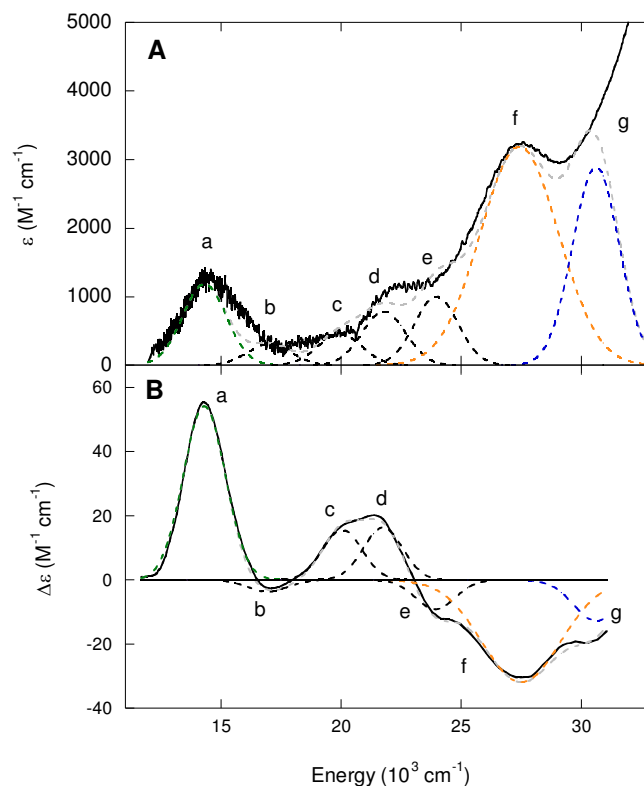 A
5000
4000
3000
2000
1000
0
ε (M⁻¹ cm⁻¹)
a
b
c
d
e
f
g
B
60
40
20
0
-20
-40
Δε (M⁻¹ cm⁻¹)
a
b
c
d
e
f
g
15 20 25 30
Energy (10³ cm⁻¹)